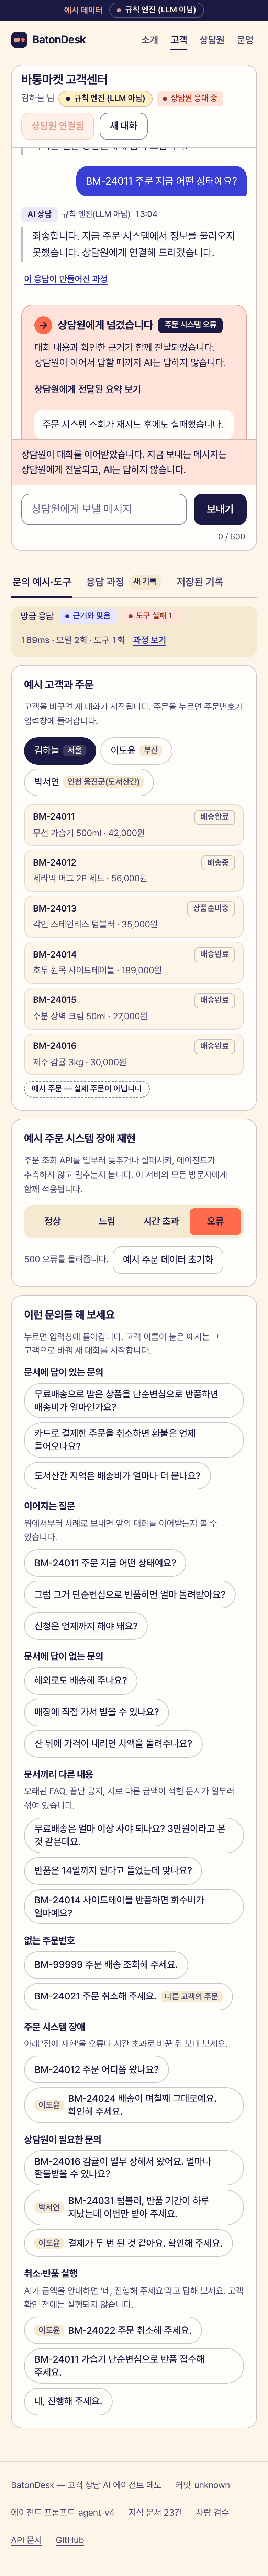 예시 데이터 규칙 엔진 (LLM 아님)
BatonDesk 소개 고객 상담원 운영
바통마켓 고객센터
김하늘 님 규칙 엔진 (LLM 아님) 상담원 응대 중
상담원 연결됨 새 대화
BM-24011 주문 지금 어떤 상태예요?
AI 상담 규칙 엔진(LLM 아님) 13:04
죄송합니다. 지금 주문 시스템에서 정보를 불러오지
못했습니다. 상담원에게 연결해 드리겠습니다.
이 응답이 만들어진 과정
상담원에게 넘겼습니다 주문 시스템 오류
대화 내용과 확인한 근거가 함께 전달되었습니다.
상담원이 이어서 답할 때까지 AI는 답하지 않습니다.
상담원에게 전달된 요약 보기
주문 시스템 조회가 재시도 후에도 실패했습니다.
상담원이 대화를 이어받았습니다. 지금 보내는 메시지는
상담원에게 전달되고, AI는 답하지 않습니다.
상담원에게 보낼 메시지 보내기
0 / 600
문의 예시·도구 응답 과정 새 기록 저장된 기록
방금 응답 근거와 맞음 도구 실패 1
189ms · 모델 2회 · 도구 1회 과정 보기
예시 고객과 주문
고객을 바꾸면 새 대화가 시작됩니다. 주문을 누르면 주문번호가
입력창에 들어갑니다.
김하늘 서울 이도윤 부산
박서연 인천 옹진군(도서산간)
BM-24011 배송완료
무선 가습기 500ml · 42,000원
BM-24012 배송중
세라믹 머그 2P 세트 · 56,000원
BM-24013 상품준비중
각인 스테인리스 텀블러 · 35,000원
BM-24014 배송완료
호두 원목 사이드테이블 · 189,000원
BM-24015 배송완료
수분 장벽 크림 50ml · 27,000원
BM-24016 배송완료
제주 감귤 3kg · 30,000원
예시 주문 — 실제 주문이 아닙니다
예시 주문 시스템 장애 재현
주문 조회 API를 일부러 늦추거나 실패시켜, 에이전트가
추측하지 않고 멈추는지 봅니다. 이 서버의 모든 방문자에게
함께 적용됩니다.
정상 느림 시간 초과 오류
500 오류를 돌려줍니다. 예시 주문 데이터 초기화
이런 문의를 해 보세요
누르면 입력창에 들어갑니다. 고객 이름이 붙은 예시는 그
고객으로 바꿔 새 대화를 시작합니다.
문서에 답이 있는 문의
무료배송으로 받은 상품을 단순변심으로 반품하면
배송비가 얼마인가요?
카드로 결제한 주문을 취소하면 환불은 언제
들어오나요?
도서산간 지역은 배송비가 얼마나 더 붙나요?
이어지는 질문
위에서부터 차례로 보내면 앞의 대화를 이어받는지 볼 수
있습니다.
BM-24011 주문 지금 어떤 상태예요?
그럼 그거 단순변심으로 반품하면 얼마 돌려받아요?
신청은 언제까지 해야 돼요?
문서에 답이 없는 문의
해외로도 배송해 주나요?
매장에 직접 가서 받을 수 있나요?
산 뒤에 가격이 내리면 차액을 돌려주나요?
문서끼리 다른 내용
오래된 FAQ, 끝난 공지, 서로 다른 금액이 적힌 문서가 일부러
섞여 있습니다.
무료배송은 얼마 이상 사야 되나요? 3만원이라고 본
것 같은데요.
반품은 14일까지 된다고 들었는데 맞나요?
BM-24014 사이드테이블 반품하면 회수비가
얼마예요?
없는 주문번호
BM-99999 주문 배송 조회해 주세요.
BM-24021 주문 취소해 주세요. 다른 고객의 주문
주문 시스템 장애
아래 '장애 재현'을 오류나 시간 초과로 바꾼 뒤 보내 보세요.
BM-24012 주문 어디쯤 왔나요?
이도윤 BM-24024 배송이 며칠째 그대로예요.
확인해 주세요.
상담원이 필요한 문의
BM-24016 감귤이 일부 상해서 왔어요. 얼마나
환불받을 수 있나요?
박서연 BM-24031 텀블러, 반품 기간이 하루
지났는데 이번만 받아 주세요.
이도윤 결제가 두 번 된 것 같아요. 확인해 주세요.
취소·반품 실행
AI가 금액을 안내하면 '네, 진행해 주세요'라고 답해 보세요. 고객
확인 전에는 실행되지 않습니다.
이도윤 BM-24022 주문 취소해 주세요.
BM-24011 가습기 단순변심으로 반품 접수해
주세요.
네, 진행해 주세요.
BatonDesk — 고객 상담 AI 에이전트 데모 커밋 unknown
에이전트 프롬프트 agent-v4 지식 문서 23건 사람 검수
API 문서 GitHub